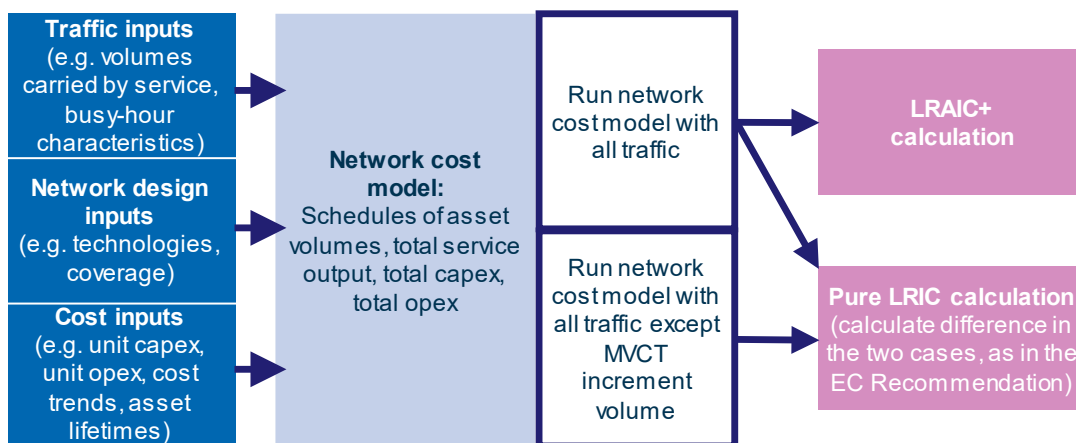 Traffic inputs
(e.g. volumes
carried by service,
busy-hour
characteristics)
Network design
inputs
(e.g. technologies,
coverage)
Cost inputs
(e.g. unit capex,
unit opex, cost
trends, asset
lifetimes)
Network cost
model:
Schedules of asset
volumes, total service
output, total capex,
total opex
Run network
cost model with
all traffic
Run network
cost model with
all traffic except
MVCT
increment
volume
LRAIC+
calculation
Pure LRIC calculation
(calculate difference in
the two cases, as in the
EC Recommendation)